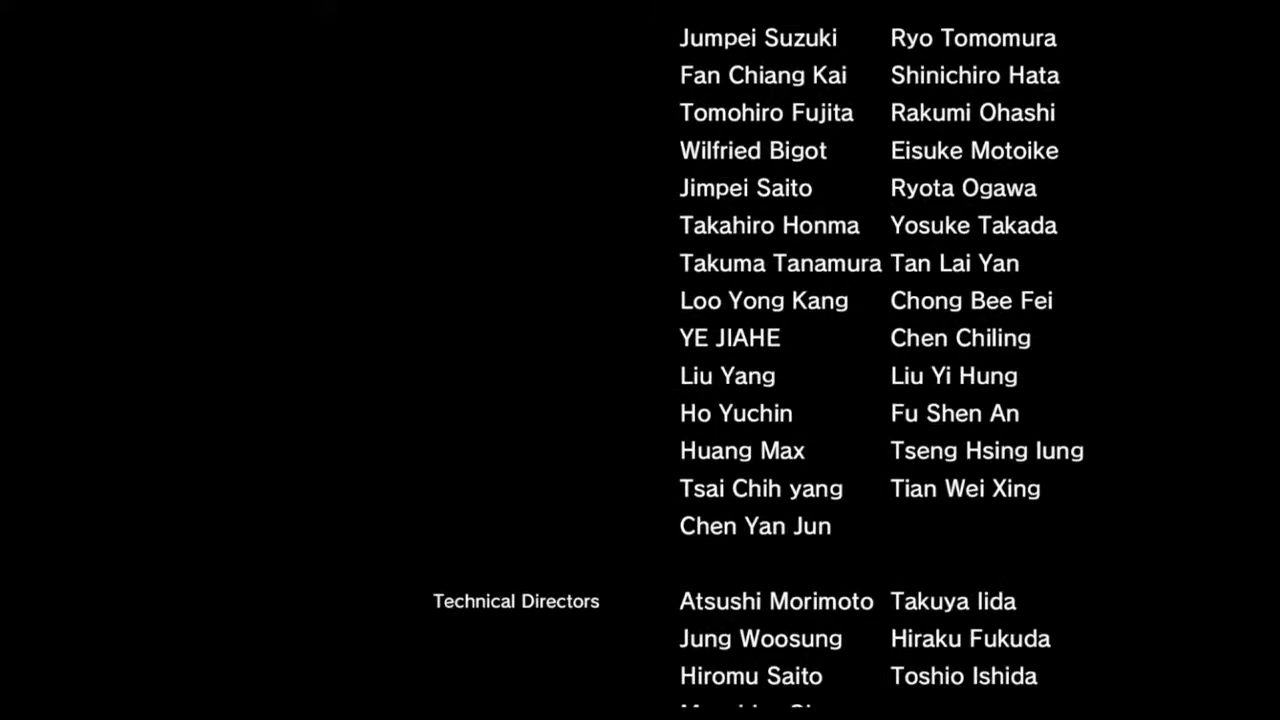 Jumpei Suzuki Ryo Tomomura
Fan Chiang Kai Shinichiro Hata
Tomohiro Fujita Rakumi Ohashi
Wilfried Bigot Eisuke Motoike
Jimpei Saito Ryota Ogawa
Takahiro Honma Yosuke Takada
Takuma Tanamura Tan Lai Yan
Loo Yong Kang Chong Bee Fei
YE JIAHE Chen Chiling
Liu Yang Liu Yi Hung
Ho Yuchin Fu Shen An
Huang Max Tseng Hsing Iung
Tsai Chih yang Tian Wei Xing
Chen Yan Jun
Technical Directors Atsushi Morimoto Takuya Iida
Jung Woosung Hiraku Fukuda
Hiromu Saito Toshio Ishida